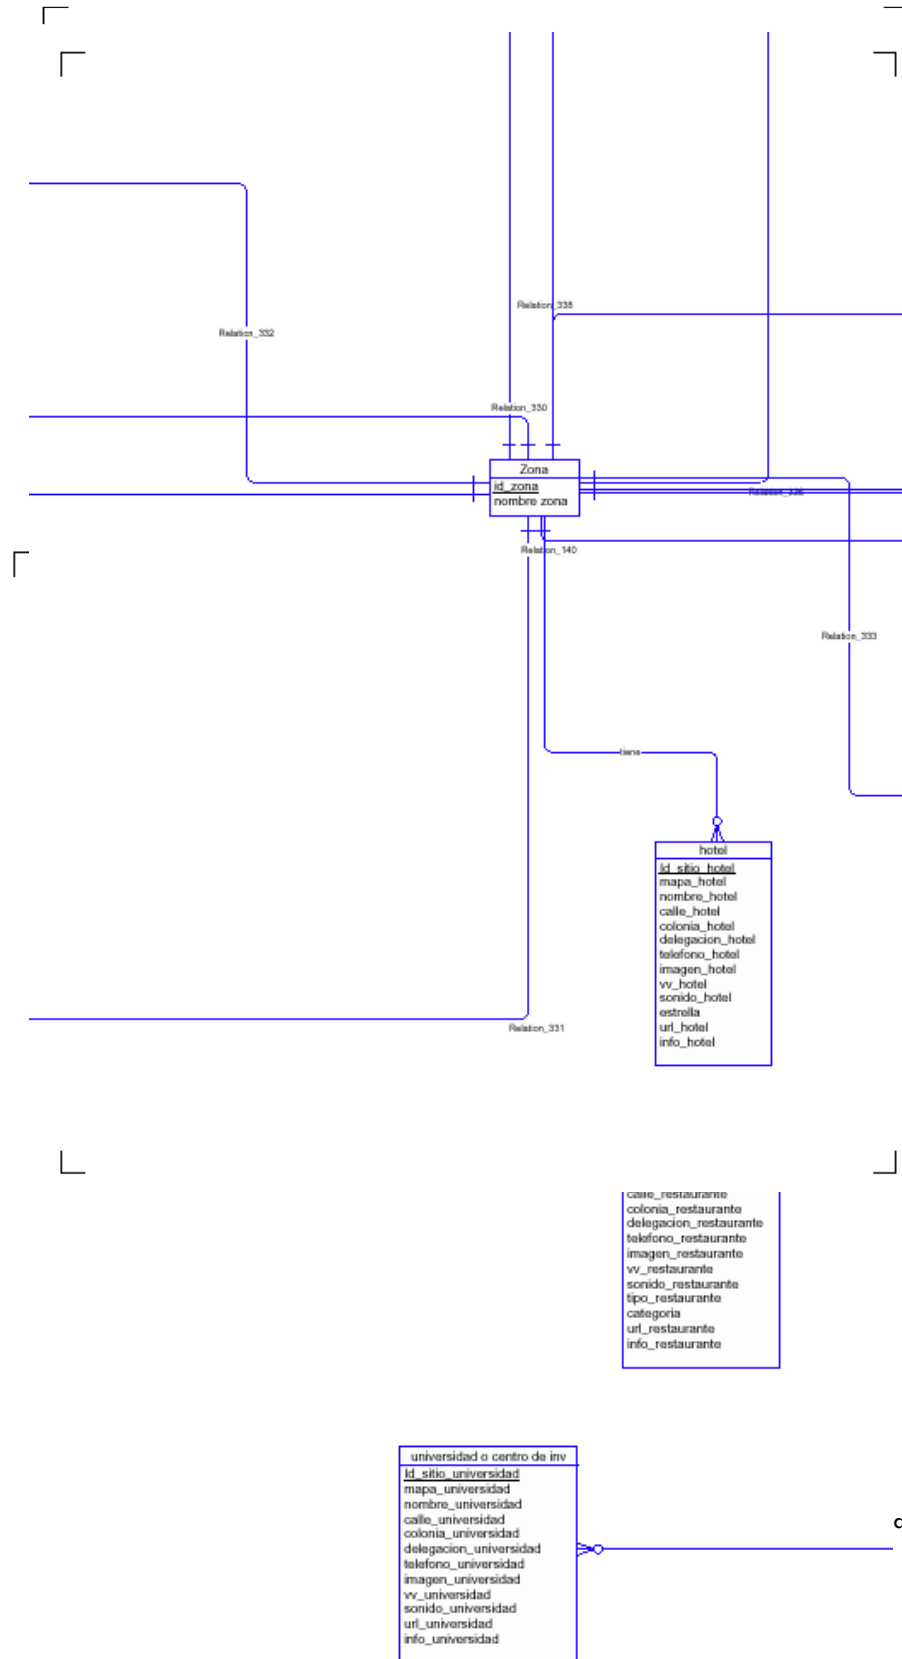 Relation_338
Relation_332
Relation_330
Zona
id_zona
nombre zona
Relation_140
Relation_333
tiene
hotel
Id_sitio_hotel
mapa_hotel
nombre_hotel
calle_hotel
colonia_hotel
delegacion_hotel
telefono_hotel
imagen_hotel
vv_hotel
sonido_hotel
estrella
url_hotel
info_hotel
Relation_331
calle_restaurante
colonia_restaurante
delegacion_restaurante
telefono_restaurante
imagen_restaurante
vv_restaurante
sonido_restaurante
tipo_restaurante
categoria
url_restaurante
info_restaurante
universidad o centro de inv
Id_sitio_universidad
mapa_universidad
nombre_universidad
calle_universidad
colonia_universidad
delegacion_universidad
telefono_universidad
imagen_universidad
vv_universidad
sonido_universidad
url_universidad
info_universidad